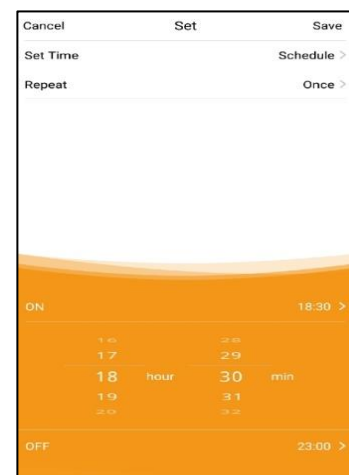 Cancel Set Save
Set Time Schedule >
Repeat Once >
ON 18:30 >
16 28
17 29
18 hour 30 min
19 31
20 32
OFF 23:00 >